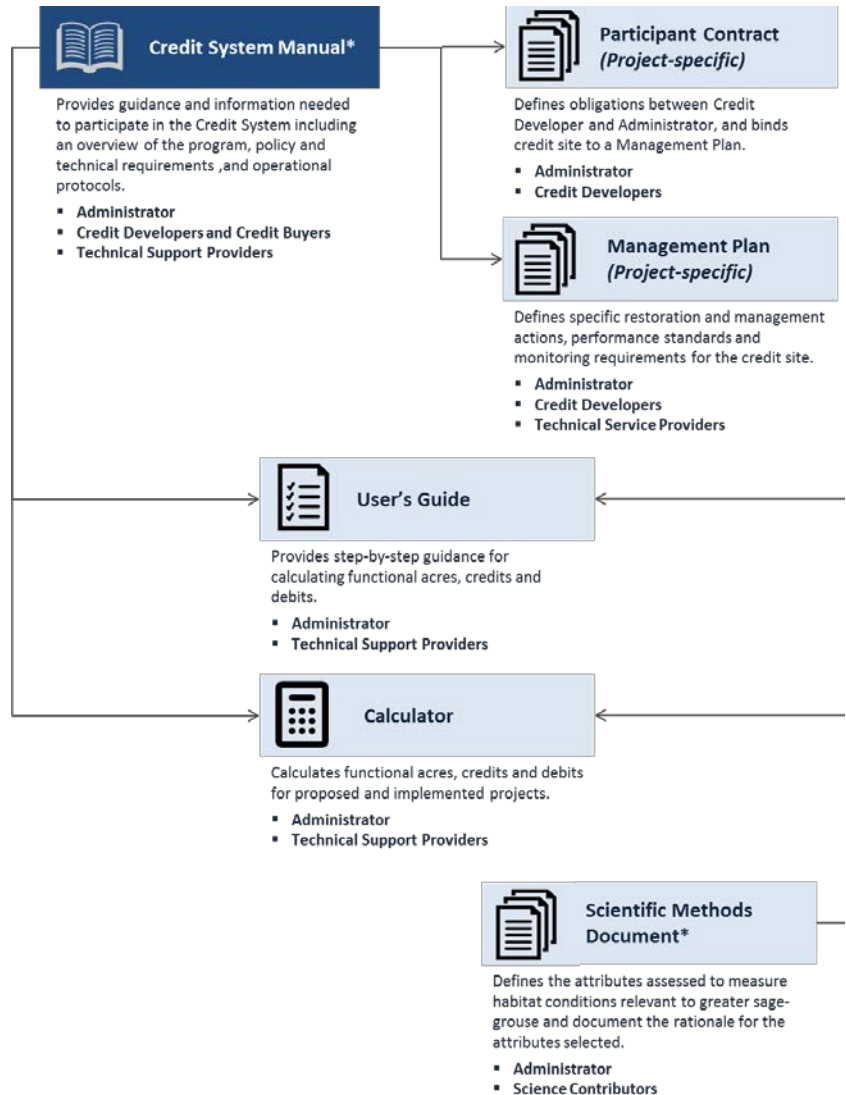 Credit System Manual*
Provides guidance and information needed
to participate in the Credit System including
an overview of the program, policy and
technical requirements ,and operational
protocols.
▪ Administrator
▪ Credit Developers and Credit Buyers
▪ Technical Support Providers
Participant Contract
(Project-specific)
Defines obligations between Credit
Developer and Administrator, and binds
credit site to a Management Plan.
▪ Administrator
▪ Credit Developers
Management Plan
(Project-specific)
Defines specific restoration and management
actions, performance standards and
monitoring requirements for the credit site.
▪ Administrator
▪ Credit Developers
▪ Technical Service Providers
User's Guide
Provides step-by-step guidance for
calculating functional acres, credits and
debits.
▪ Administrator
▪ Technical Support Providers
Calculator
Calculates functional acres, credits and debits
for proposed and implemented projects.
▪ Administrator
▪ Technical Support Providers
Scientific Methods
Document*
Defines the attributes assessed to measure
habitat conditions relevant to greater sage-
grouse and document the rationale for the
attributes selected.
▪ Administrator
▪ Science Contributors